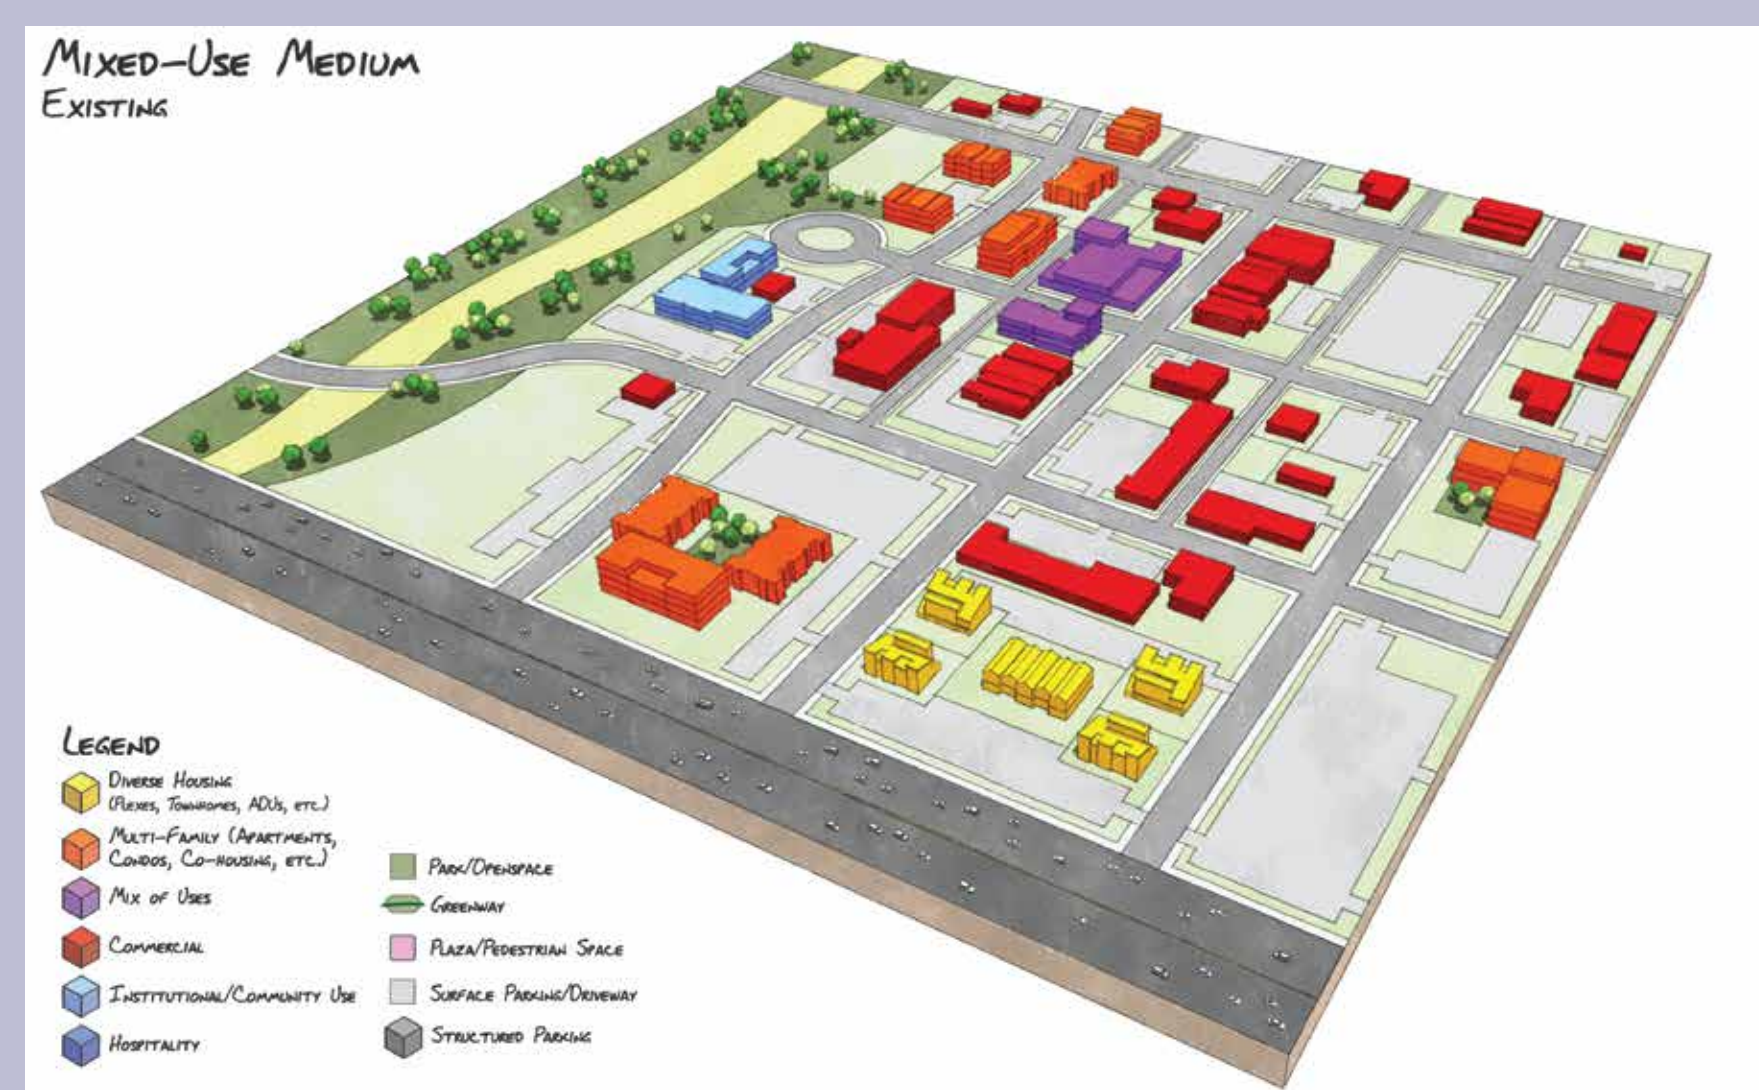 Mixed-Use Medium
Existing
Legend
Diverse Housing
(Plexes, Townhomes, ADUs, etc.)
Multi-Family (Apartments,
Condos, Co-Housing, etc.)
Mix of Uses
Commercial
Institutional/Community Use
Hospitality
Park/Openspace
Greenway
Plaza/Pedestrian Space
Surface Parking/Driveway
Structured Parking